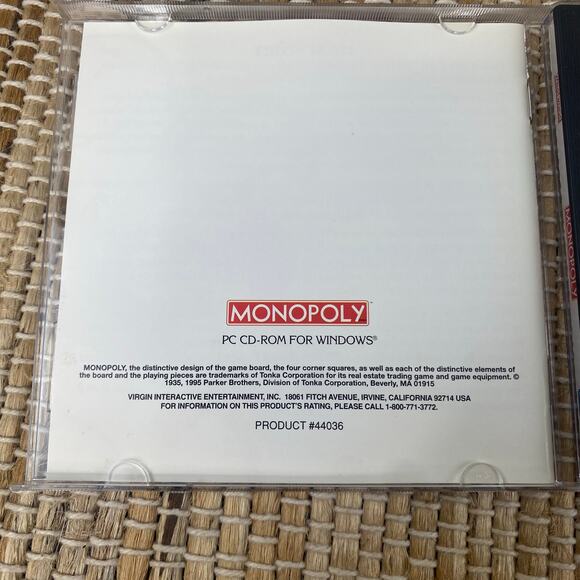 MONOPOLY™
PC CD-ROM FOR WINDOWS®
MONOPOLY, the distinctive design of the game board, the four corner squares, as well as each of the distinctive elements of
the board and the playing pieces are trademarks of Tonka Corporation for its real estate trading game and game equipment. ©
1935, 1995 Parker Brothers, Division of Tonka Corporation, Beverly, MA 01915
VIRGIN INTERACTIVE ENTERTAINMENT, INC. 18061 FITCH AVENUE, IRVINE, CALIFORNIA 92714 USA
FOR INFORMATION ON THIS PRODUCT'S RATING, PLEASE CALL 1-800-771-3772.
PRODUCT #44036
MONOPOLY